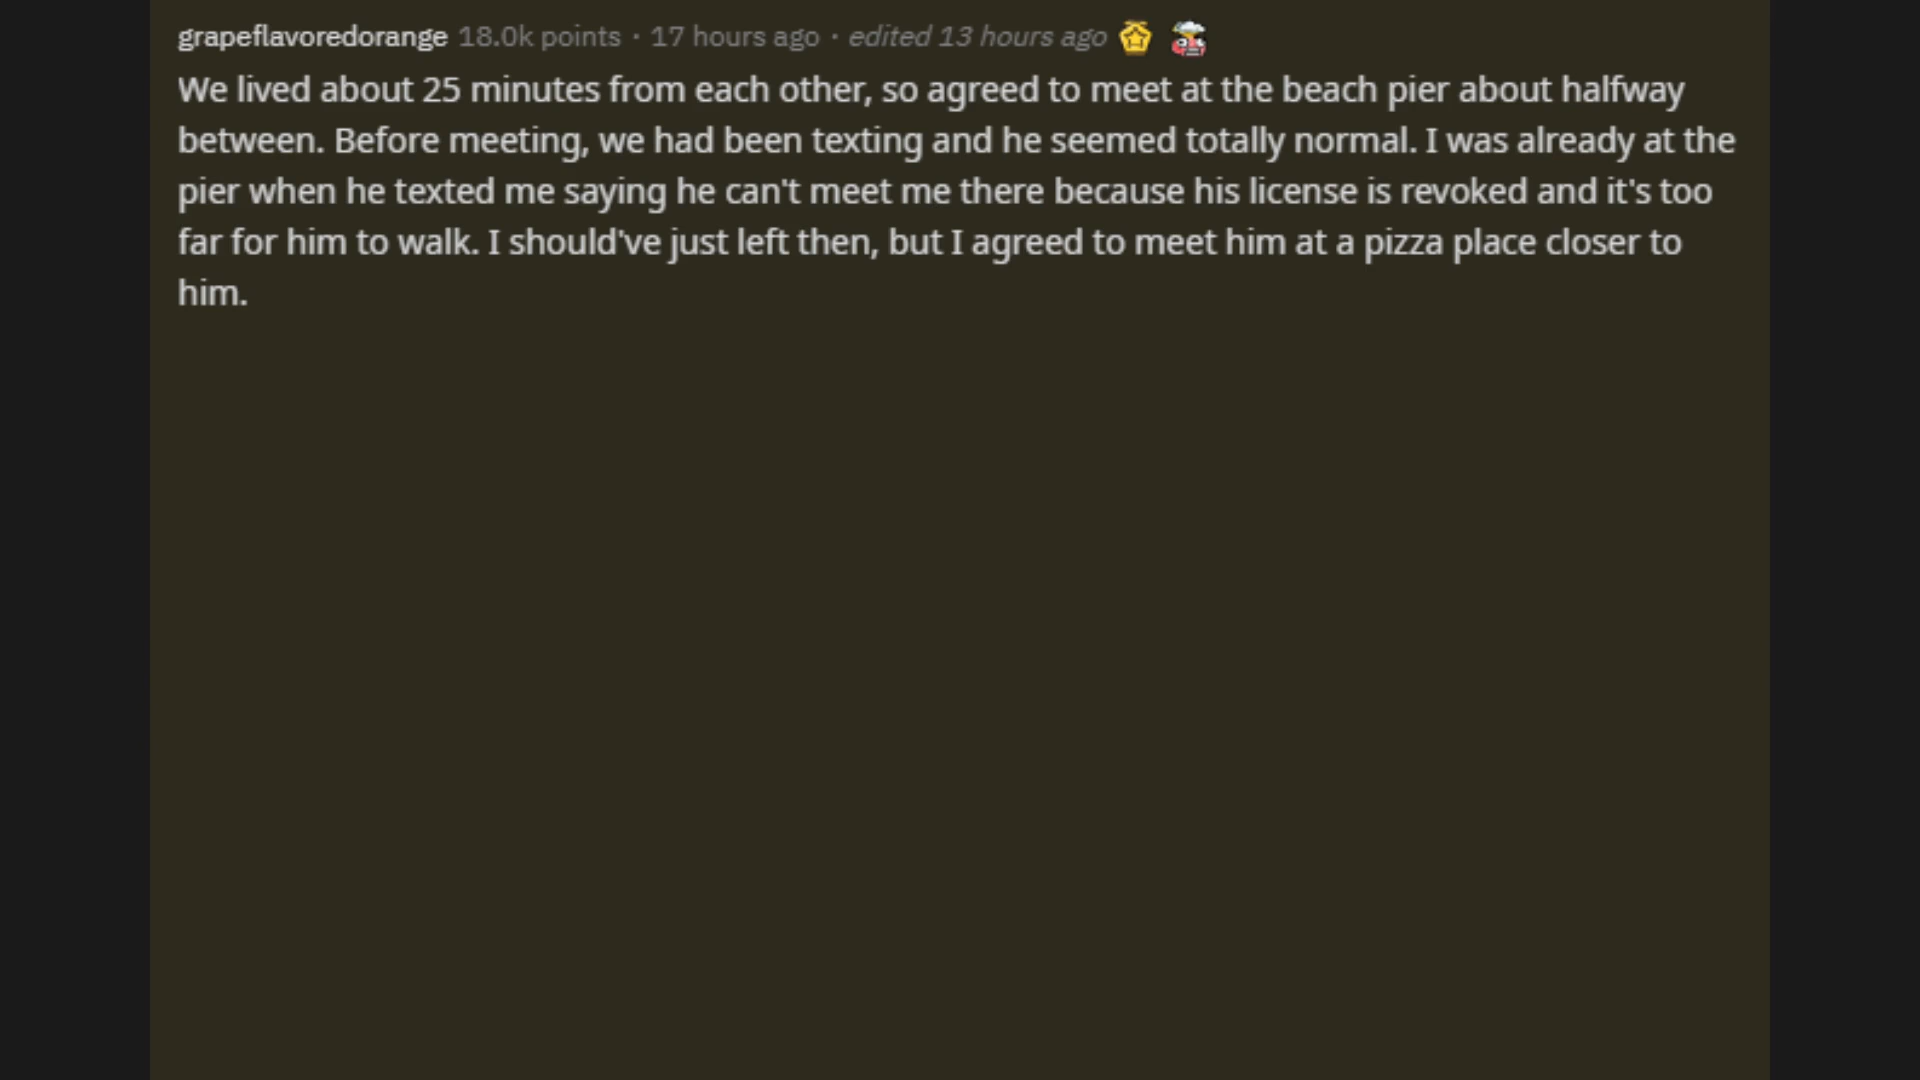 grapeflavoredorange 18.0k points · 17 hours ago · edited 13 hours ago
We lived about 25 minutes from each other, so agreed to meet at the beach pier about halfway
between. Before meeting, we had been texting and he seemed totally normal. I was already at the
pier when he texted me saying he can't meet me there because his license is revoked and it's too
far for him to walk. I should've just left then, but I agreed to meet him at a pizza place closer to
him.